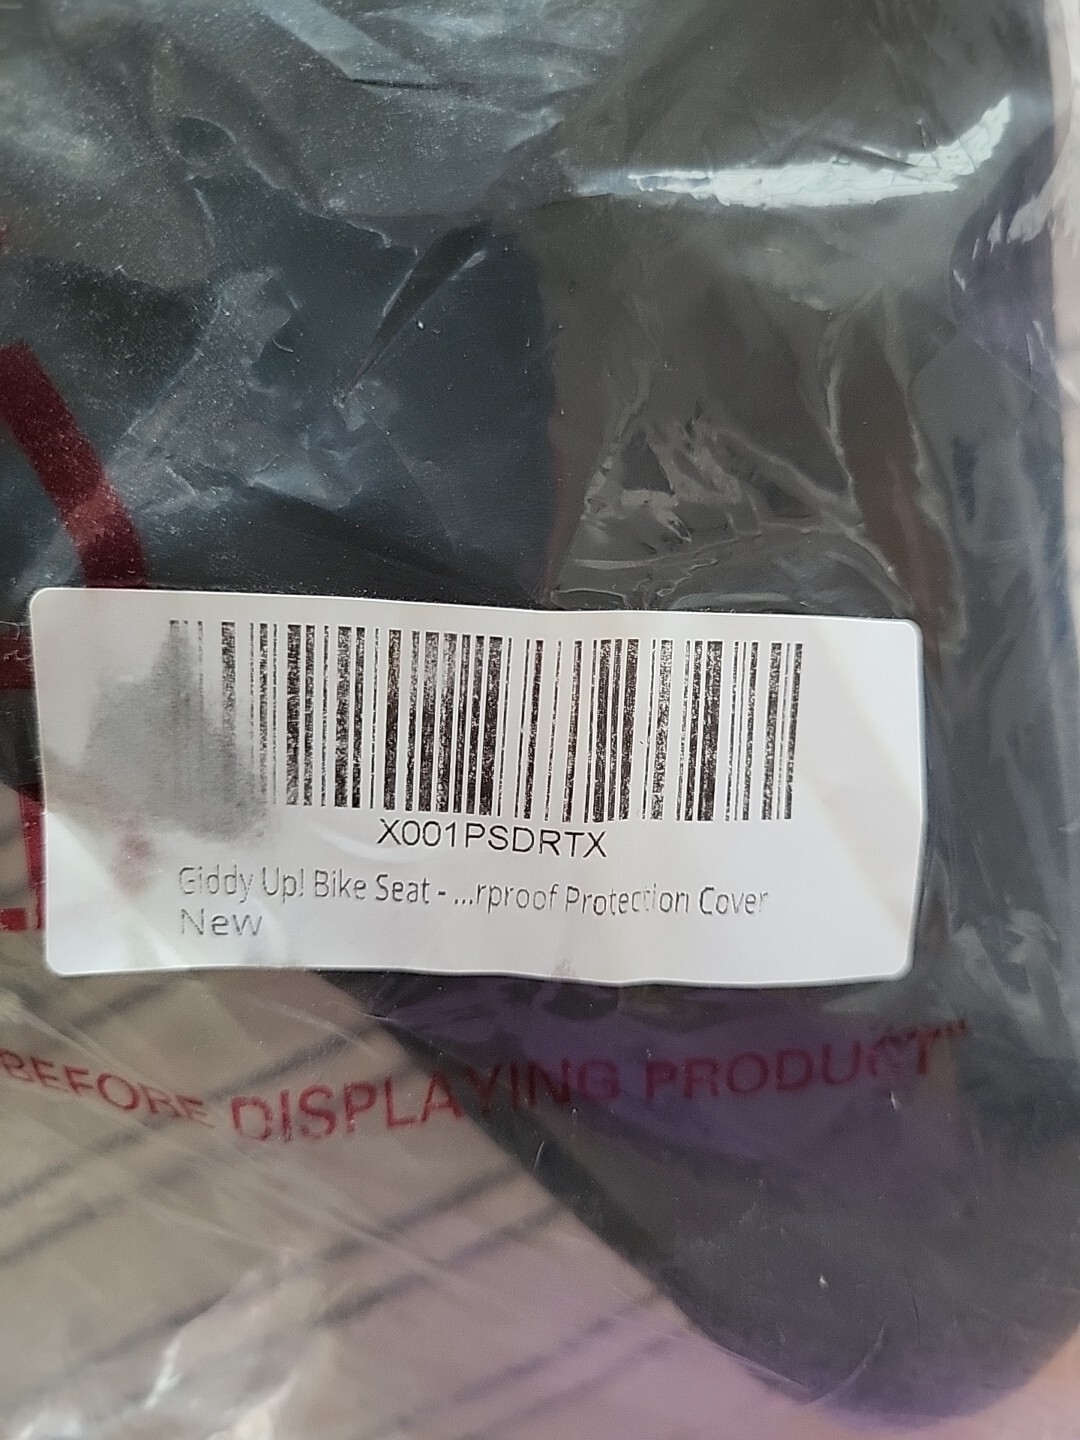 X001PSDRTX
Giddy Up! Bike Seat - ...rproof Protection Cover
New
BEFORE DISPLAYING PRODUCT